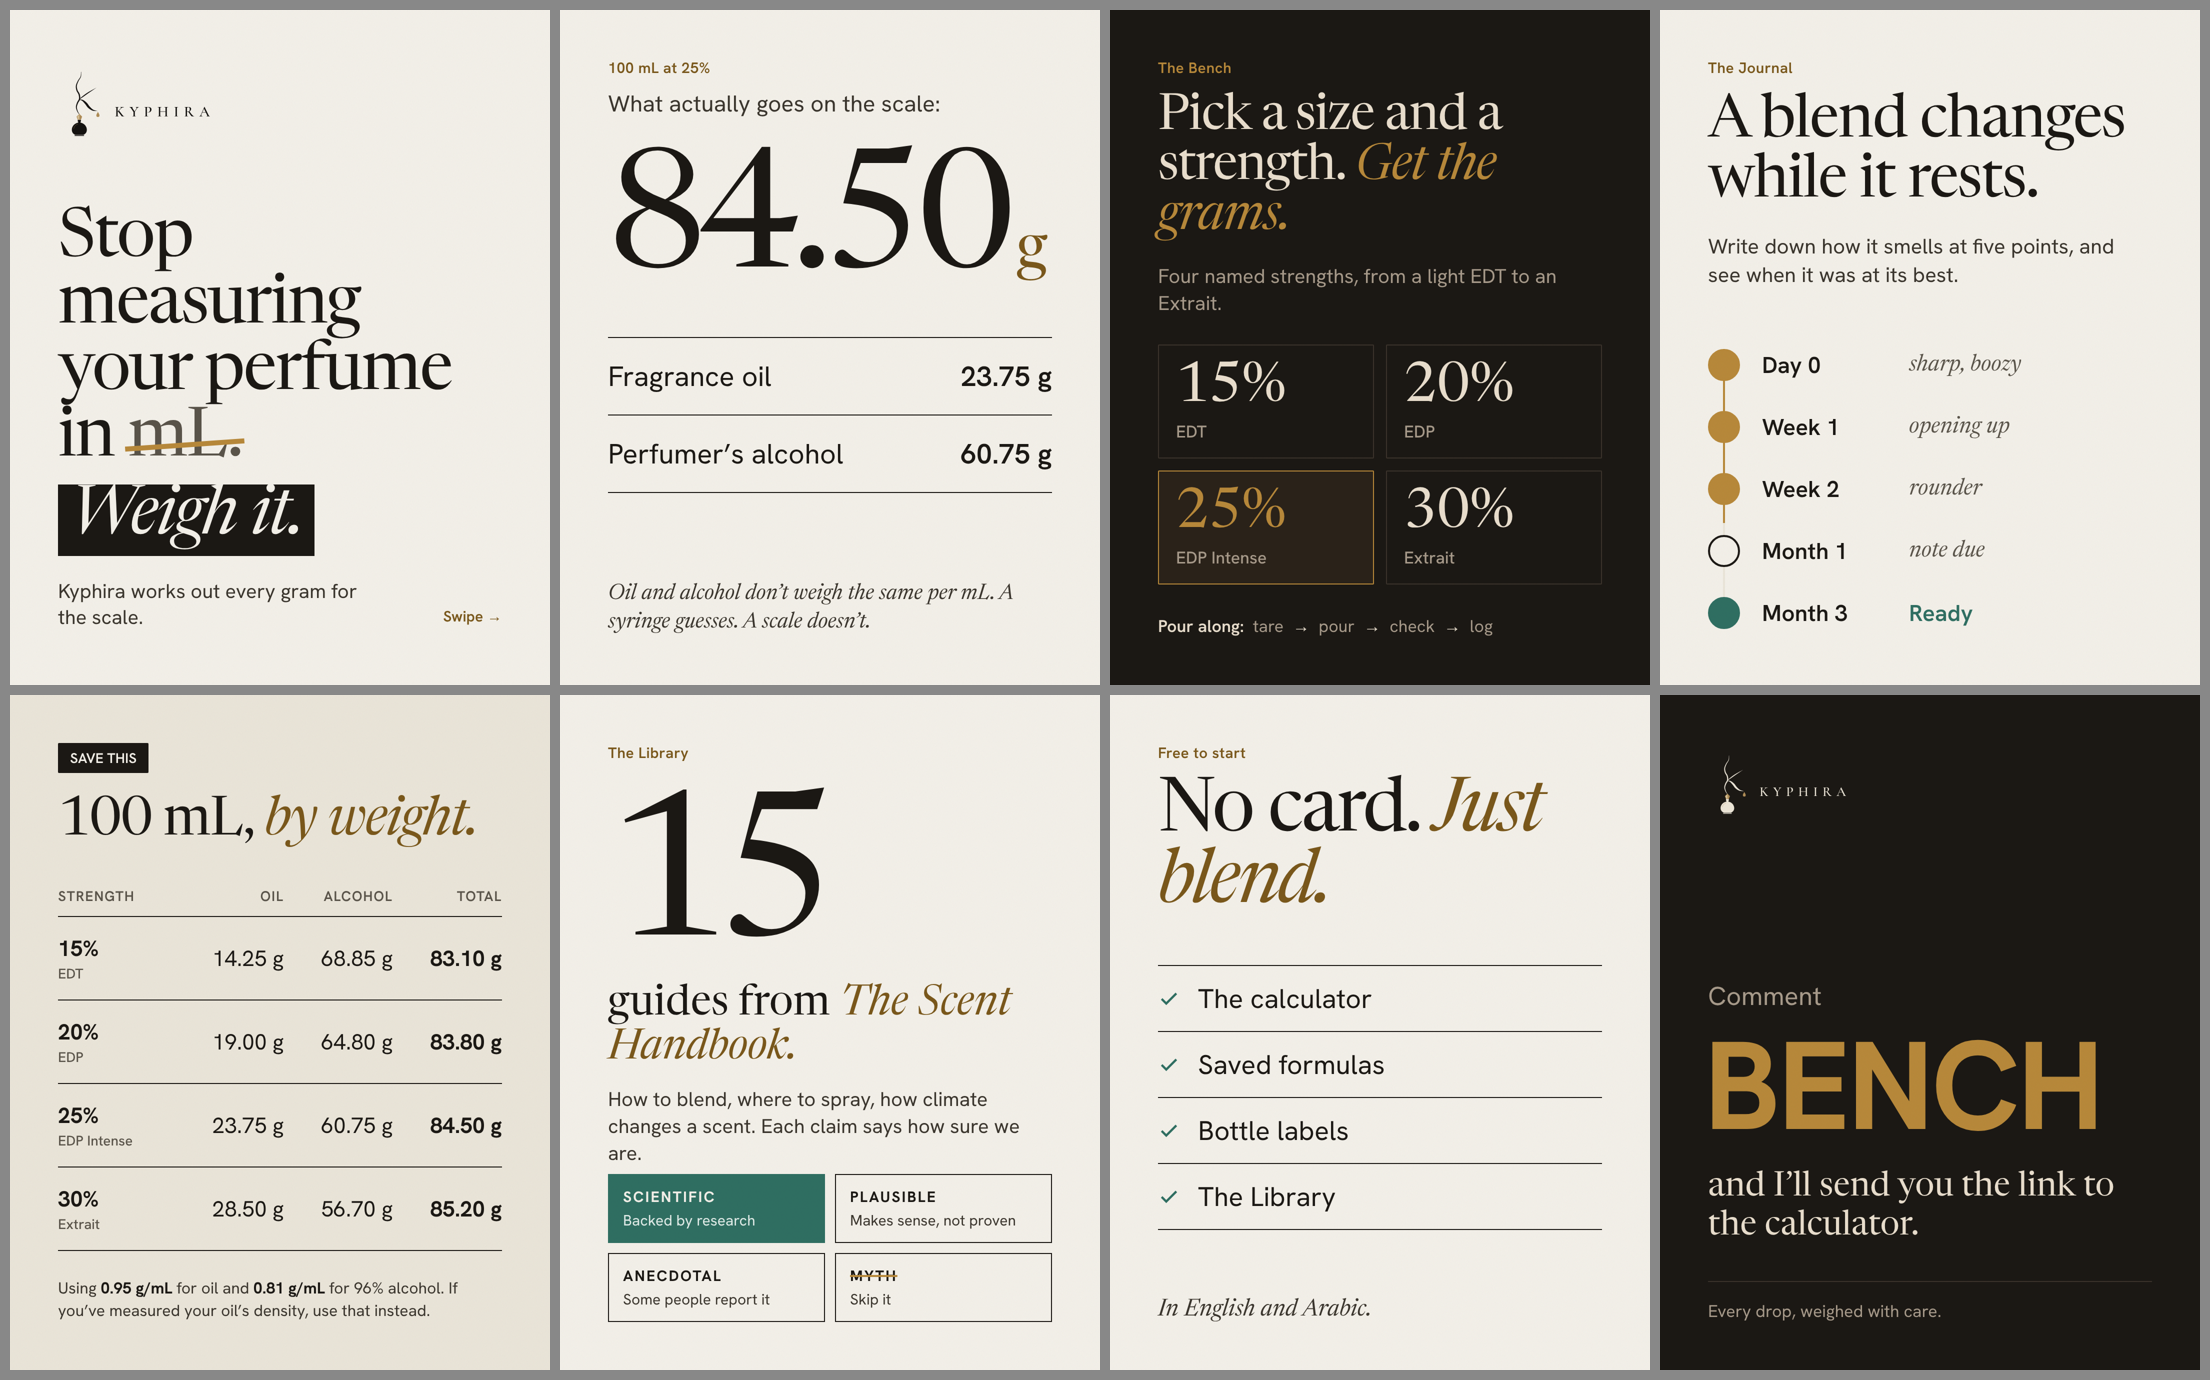 KYPHIRA
Stop
measuring
your perfume
in mL.
Weigh it.
Kyphira works out every gram for
the scale.
Swipe →
100 mL at 25%
What actually goes on the scale:
84.50g
Fragrance oil 23.75 g
Perfumer’s alcohol 60.75 g
Oil and alcohol don’t weigh the same per mL. A
syringe guesses. A scale doesn’t.
The Bench
Pick a size and a
strength. Get the
grams.
Four named strengths, from a light EDT to an
Extrait.
15%
EDT
20%
EDP
25%
EDP Intense
30%
Extrait
Pour along: tare → pour → check → log
The Journal
A blend changes
while it rests.
Write down how it smells at five points, and
see when it was at its best.
Day 0 sharp, boozy
Week 1 opening up
Week 2 rounder
Month 1 note due
Month 3 Ready
SAVE THIS
100 mL, by weight.
STRENGTH OIL ALCOHOL TOTAL
15% 14.25 g 68.85 g 83.10 g
EDT
20% 19.00 g 64.80 g 83.80 g
EDP
25% 23.75 g 60.75 g 84.50 g
EDP Intense
30% 28.50 g 56.70 g 85.20 g
Extrait
Using 0.95 g/mL for oil and 0.81 g/mL for 96% alcohol. If
you’ve measured your oil’s density, use that instead.
The Library
15
guides from The Scent
Handbook.
How to blend, where to spray, how climate
changes a scent. Each claim says how sure we
are.
SCIENTIFIC
Backed by research
PLAUSIBLE
Makes sense, not proven
ANECDOTAL
Some people report it
MYTH
Skip it
Free to start
No card. Just
blend.
✓ The calculator
✓ Saved formulas
✓ Bottle labels
✓ The Library
In English and Arabic.
KYPHIRA
Comment
BENCH
and I’ll send you the link to
the calculator.
Every drop, weighed with care.